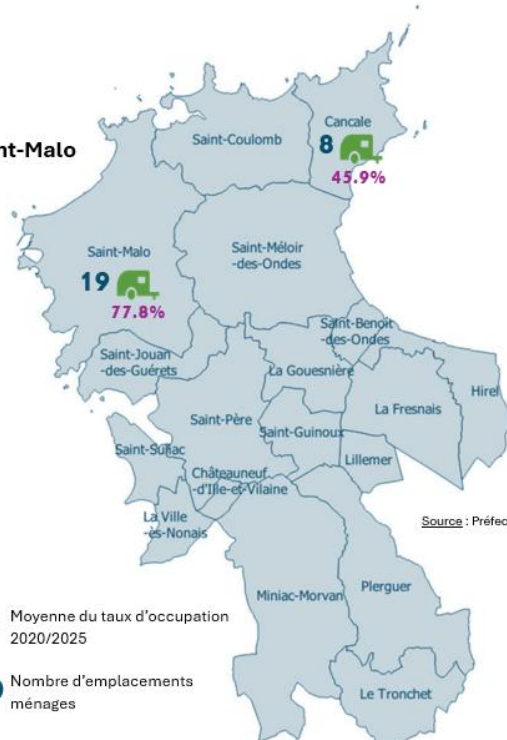 Cancale
8
45.9%
nt-Malo
Saint-Coulomb
Saint-Méloir
-des-Ondes
Saint-Malo
19
77.8%
Saint-Benoit
-des-Ondes
Saint-Jouan
-des-Guérets
La Gouesnière
Hirel
La Fresnais
Saint-Père
Saint-Guinoux
Saint-Suliac
Lillemer
Châteauneuf
-d'Ille-et-Vilaine
La Ville
-ès-Nonais
Source : Préfec
Plerguer
Miniac-Morvan
Moyenne du taux d'occupation
2020/2025
Nombre d'emplacements
ménages
Le Tronchet